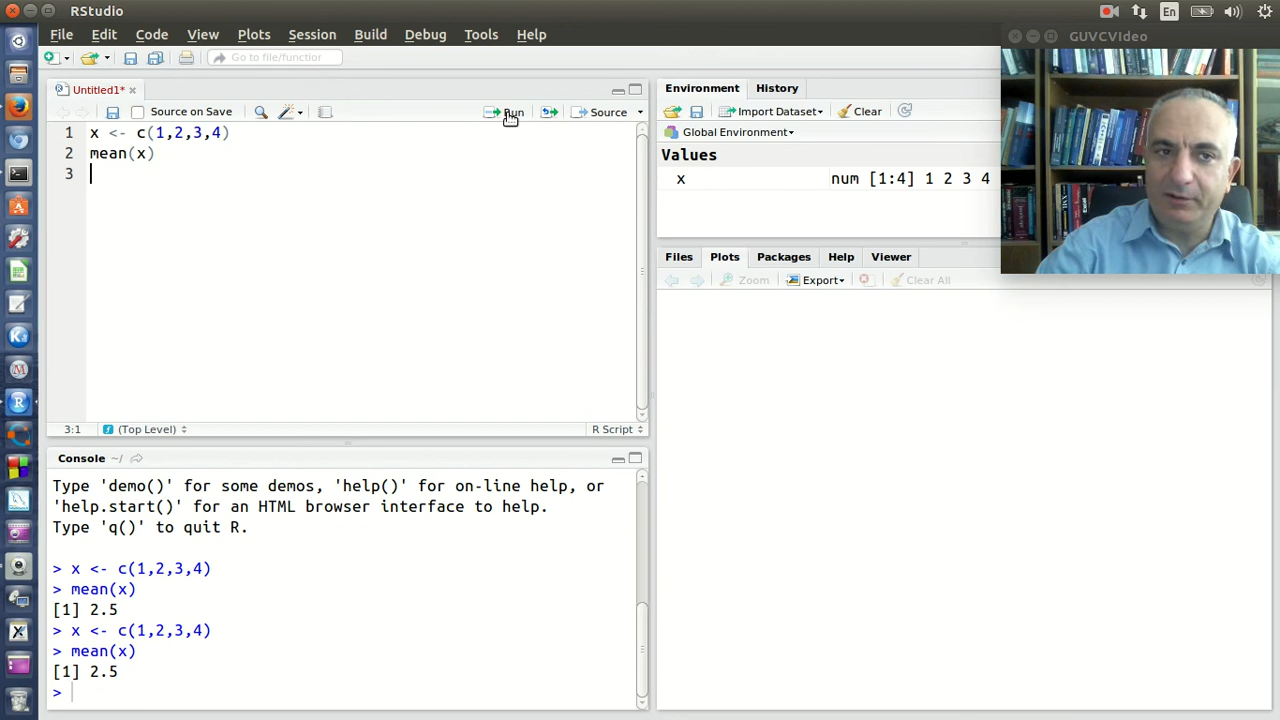 RStudio
En
File Edit Code View Plots Session Build Debug Tools Help
Go to file/function
GUVCVIdeo
Untitled1*
Source on Save
Run
Source
1 x <- c(1,2,3,4)
2 mean(x)
3
3:1
(Top Level)
R Script
Console ~/
Type 'demo()' for some demos, 'help()' for on-line help, or
'help.start()' for an HTML browser interface to help.
Type 'q()' to quit R.
> x <- c(1,2,3,4)
> mean(x)
[1] 2.5
> x <- c(1,2,3,4)
> mean(x)
[1] 2.5
>
Environment History
Import Dataset
Clear
Global Environment
Values
x num [1:4] 1 2 3 4
Files Plots Packages Help Viewer
Zoom
Export
Clear All